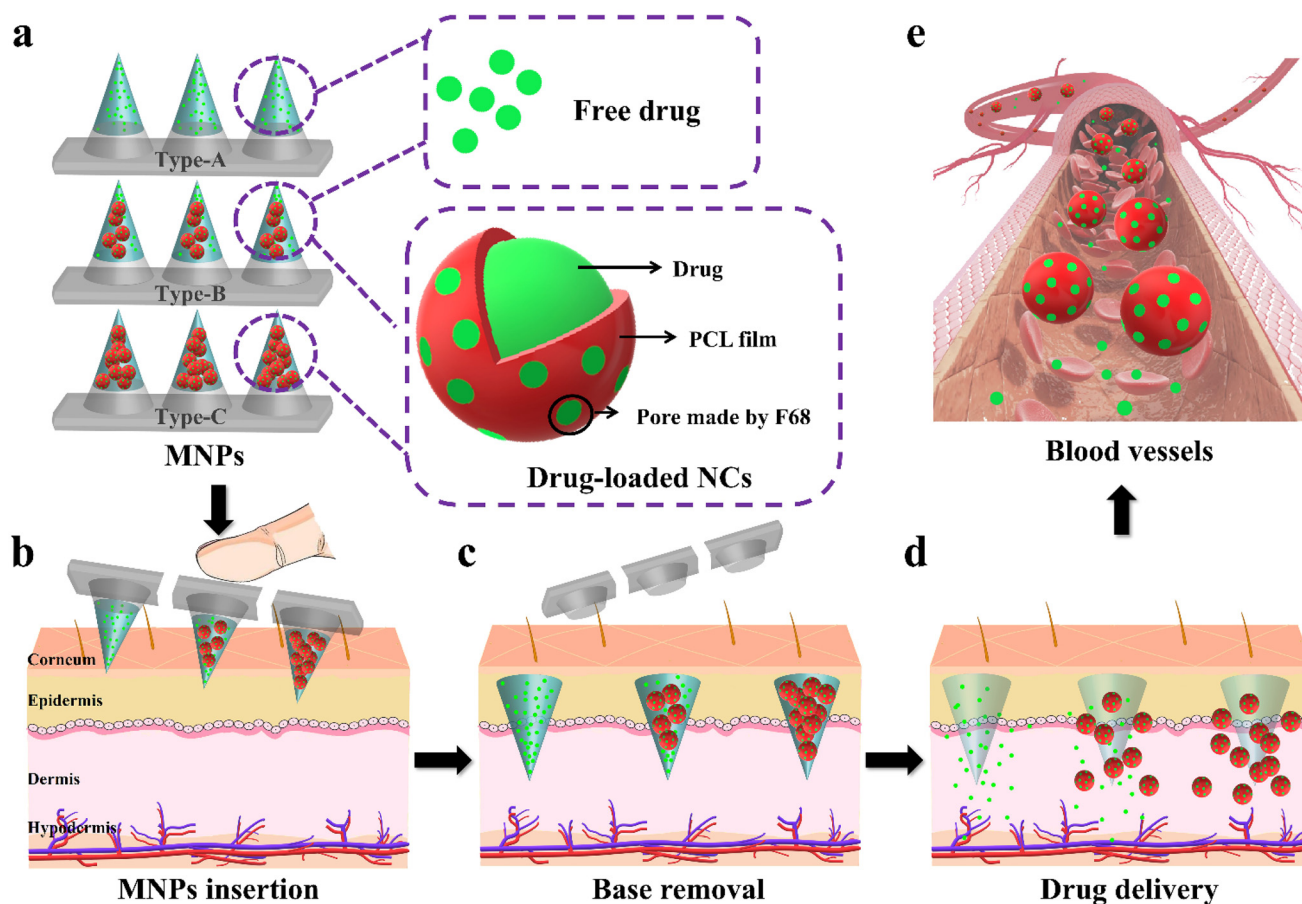 a
Type-A
Type-B
Type-C
MNPs
Free drug
Drug
PCL film
Pore made by F68
Drug-loaded NCs
e
Blood vessels
b
Corncum
Epidermis
Dermis
Hypodermis
MNPs insertion
c
Base removal
d
Drug delivery